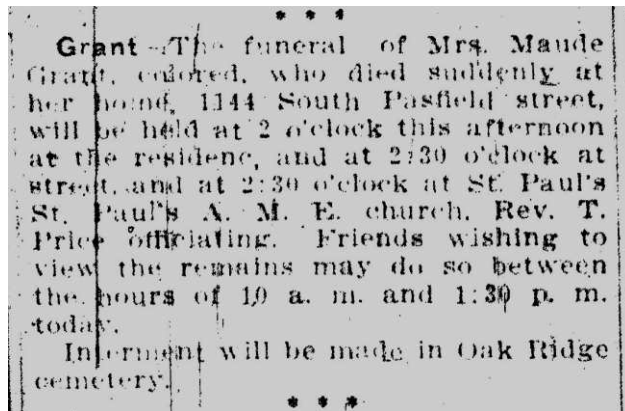 * * *
Grant—The funeral of Mrs. Maude
Grant, colored, who died suddenly at
her home, 1144 South Pasfield street,
will be held at 2 o'clock this afternoon
at the residenc, and at 2:30 o'clock at
street, and at 2:30 o'clock at St. Paul's
St. Paul's A. M. E. church, Rev. T.
Price officiating. Friends wishing to
view the remains may do so between
the hours of 10 a. m. and 1:30 p. m.
today.
Interment will be made in Oak Ridge
cemetery.
* * *